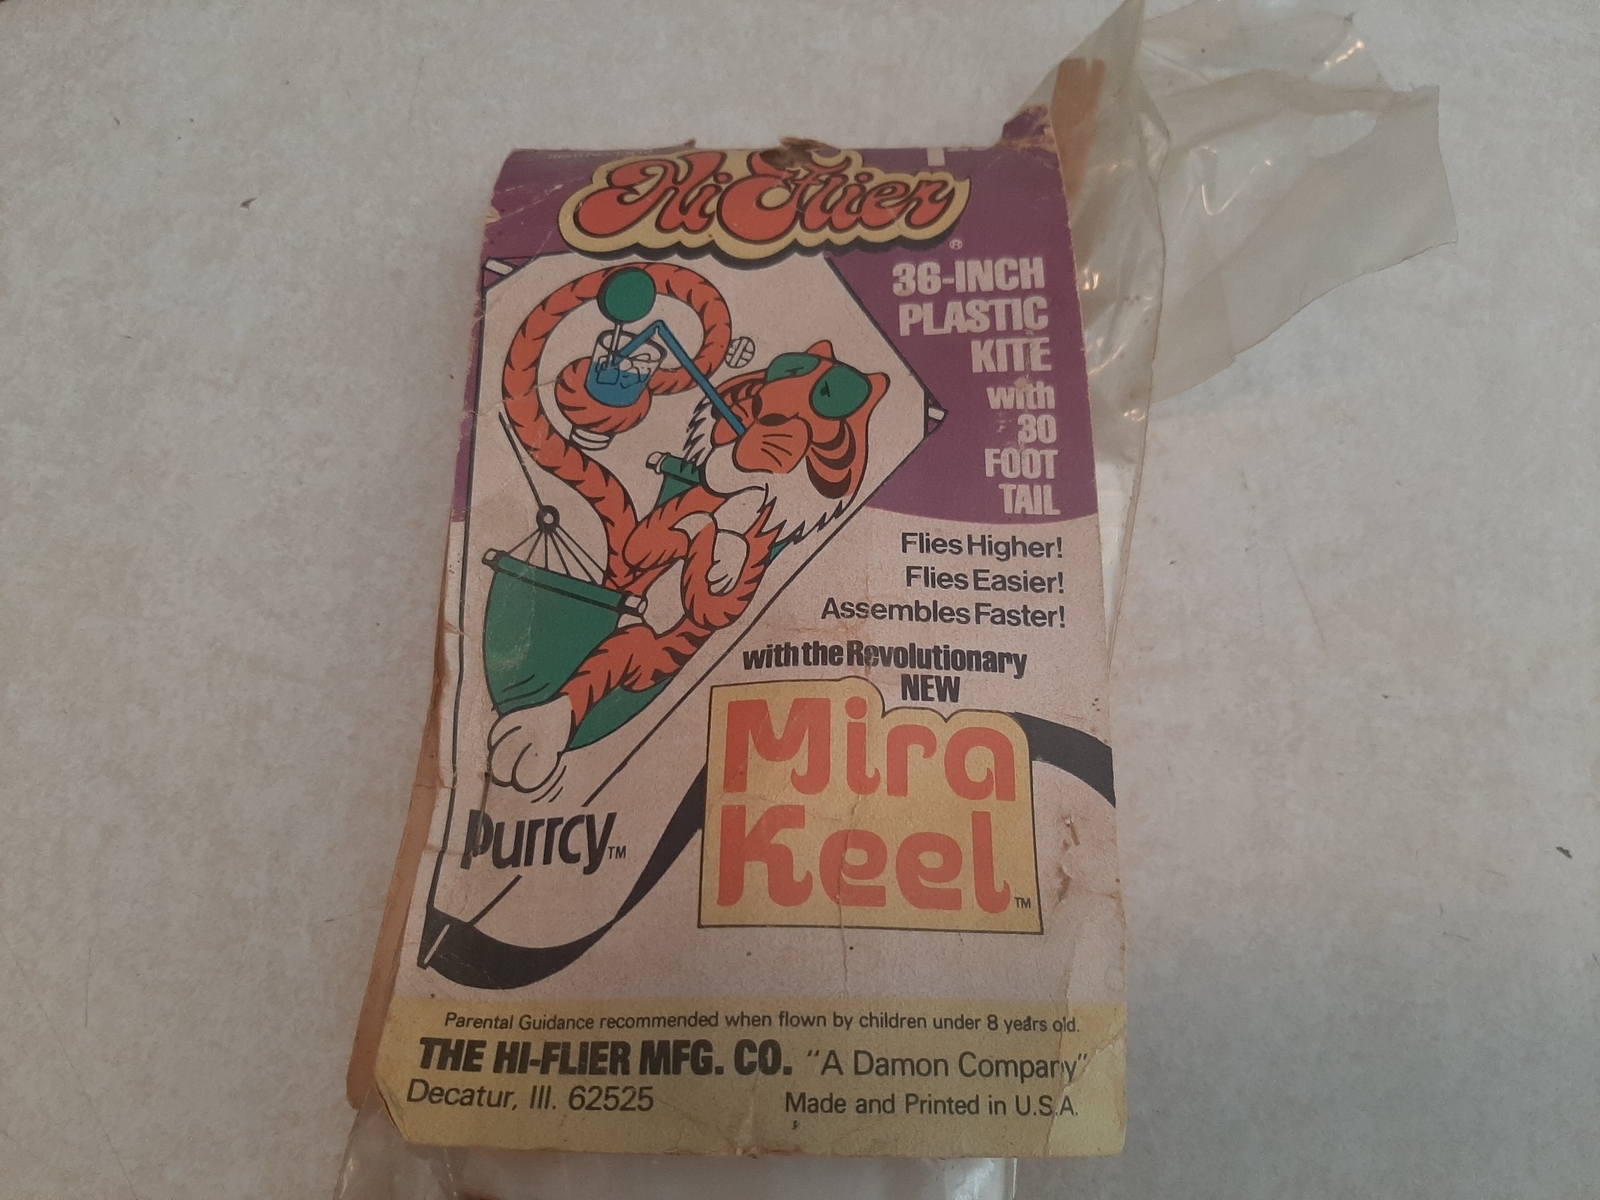 Hi-Flier®
36-INCH
PLASTIC
KITE
with
30
FOOT
TAIL
Flies Higher!
Flies Easier!
Assembles Faster!
with the Revolutionary
NEW
Mira
Keel™
Purrcy™
Parental Guidance recommended when flown by children under 8 years old.
THE HI-FLIER MFG. CO. "A Damon Company"
Decatur, Ill. 62525 Made and Printed in U.S.A.